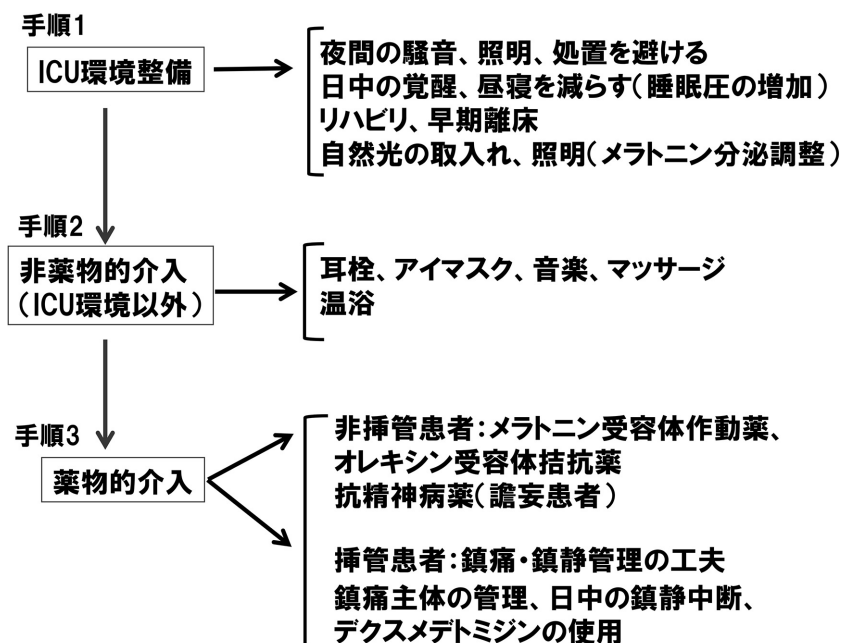 手順1
ICU環境整備
夜間の騒音、照明、処置を避ける
日中の覚醒、昼寝を減らす(睡眠圧の増加)
リハビリ、早期離床
自然光の取入れ、照明(メラトニン分泌調整)
手順2
非薬物的介入
(ICU環境以外)
耳栓、アイマスク、音楽、マッサージ
温浴
手順3
薬物的介入
非挿管患者:メラトニン受容体作動薬、
オレキシン受容体拮抗薬
抗精神病薬(譫妄患者)
挿管患者:鎮痛・鎮静管理の工夫
鎮痛主体の管理、日中の鎮静中断、
デクスメデトミジンの使用